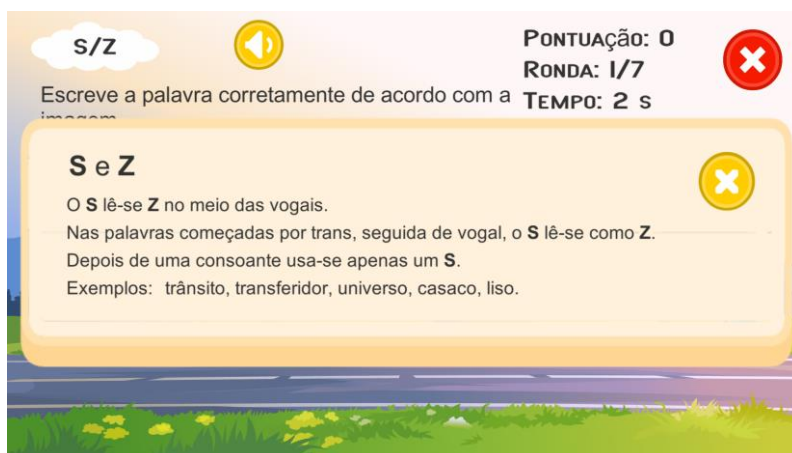 S/Z
PONTUAçãO: 0
RONDA: 1/7
Escreve a palavra corretamente de acordo com a
TEMPO: 2 S
imagem
S e Z
O S lê-se Z no meio das vogais.
Nas palavras começadas por trans, seguida de vogal, o S lê-se como Z.
Depois de uma consoante usa-se apenas um S.
Exemplos: trânsito, transferidor, universo, casaco, liso.